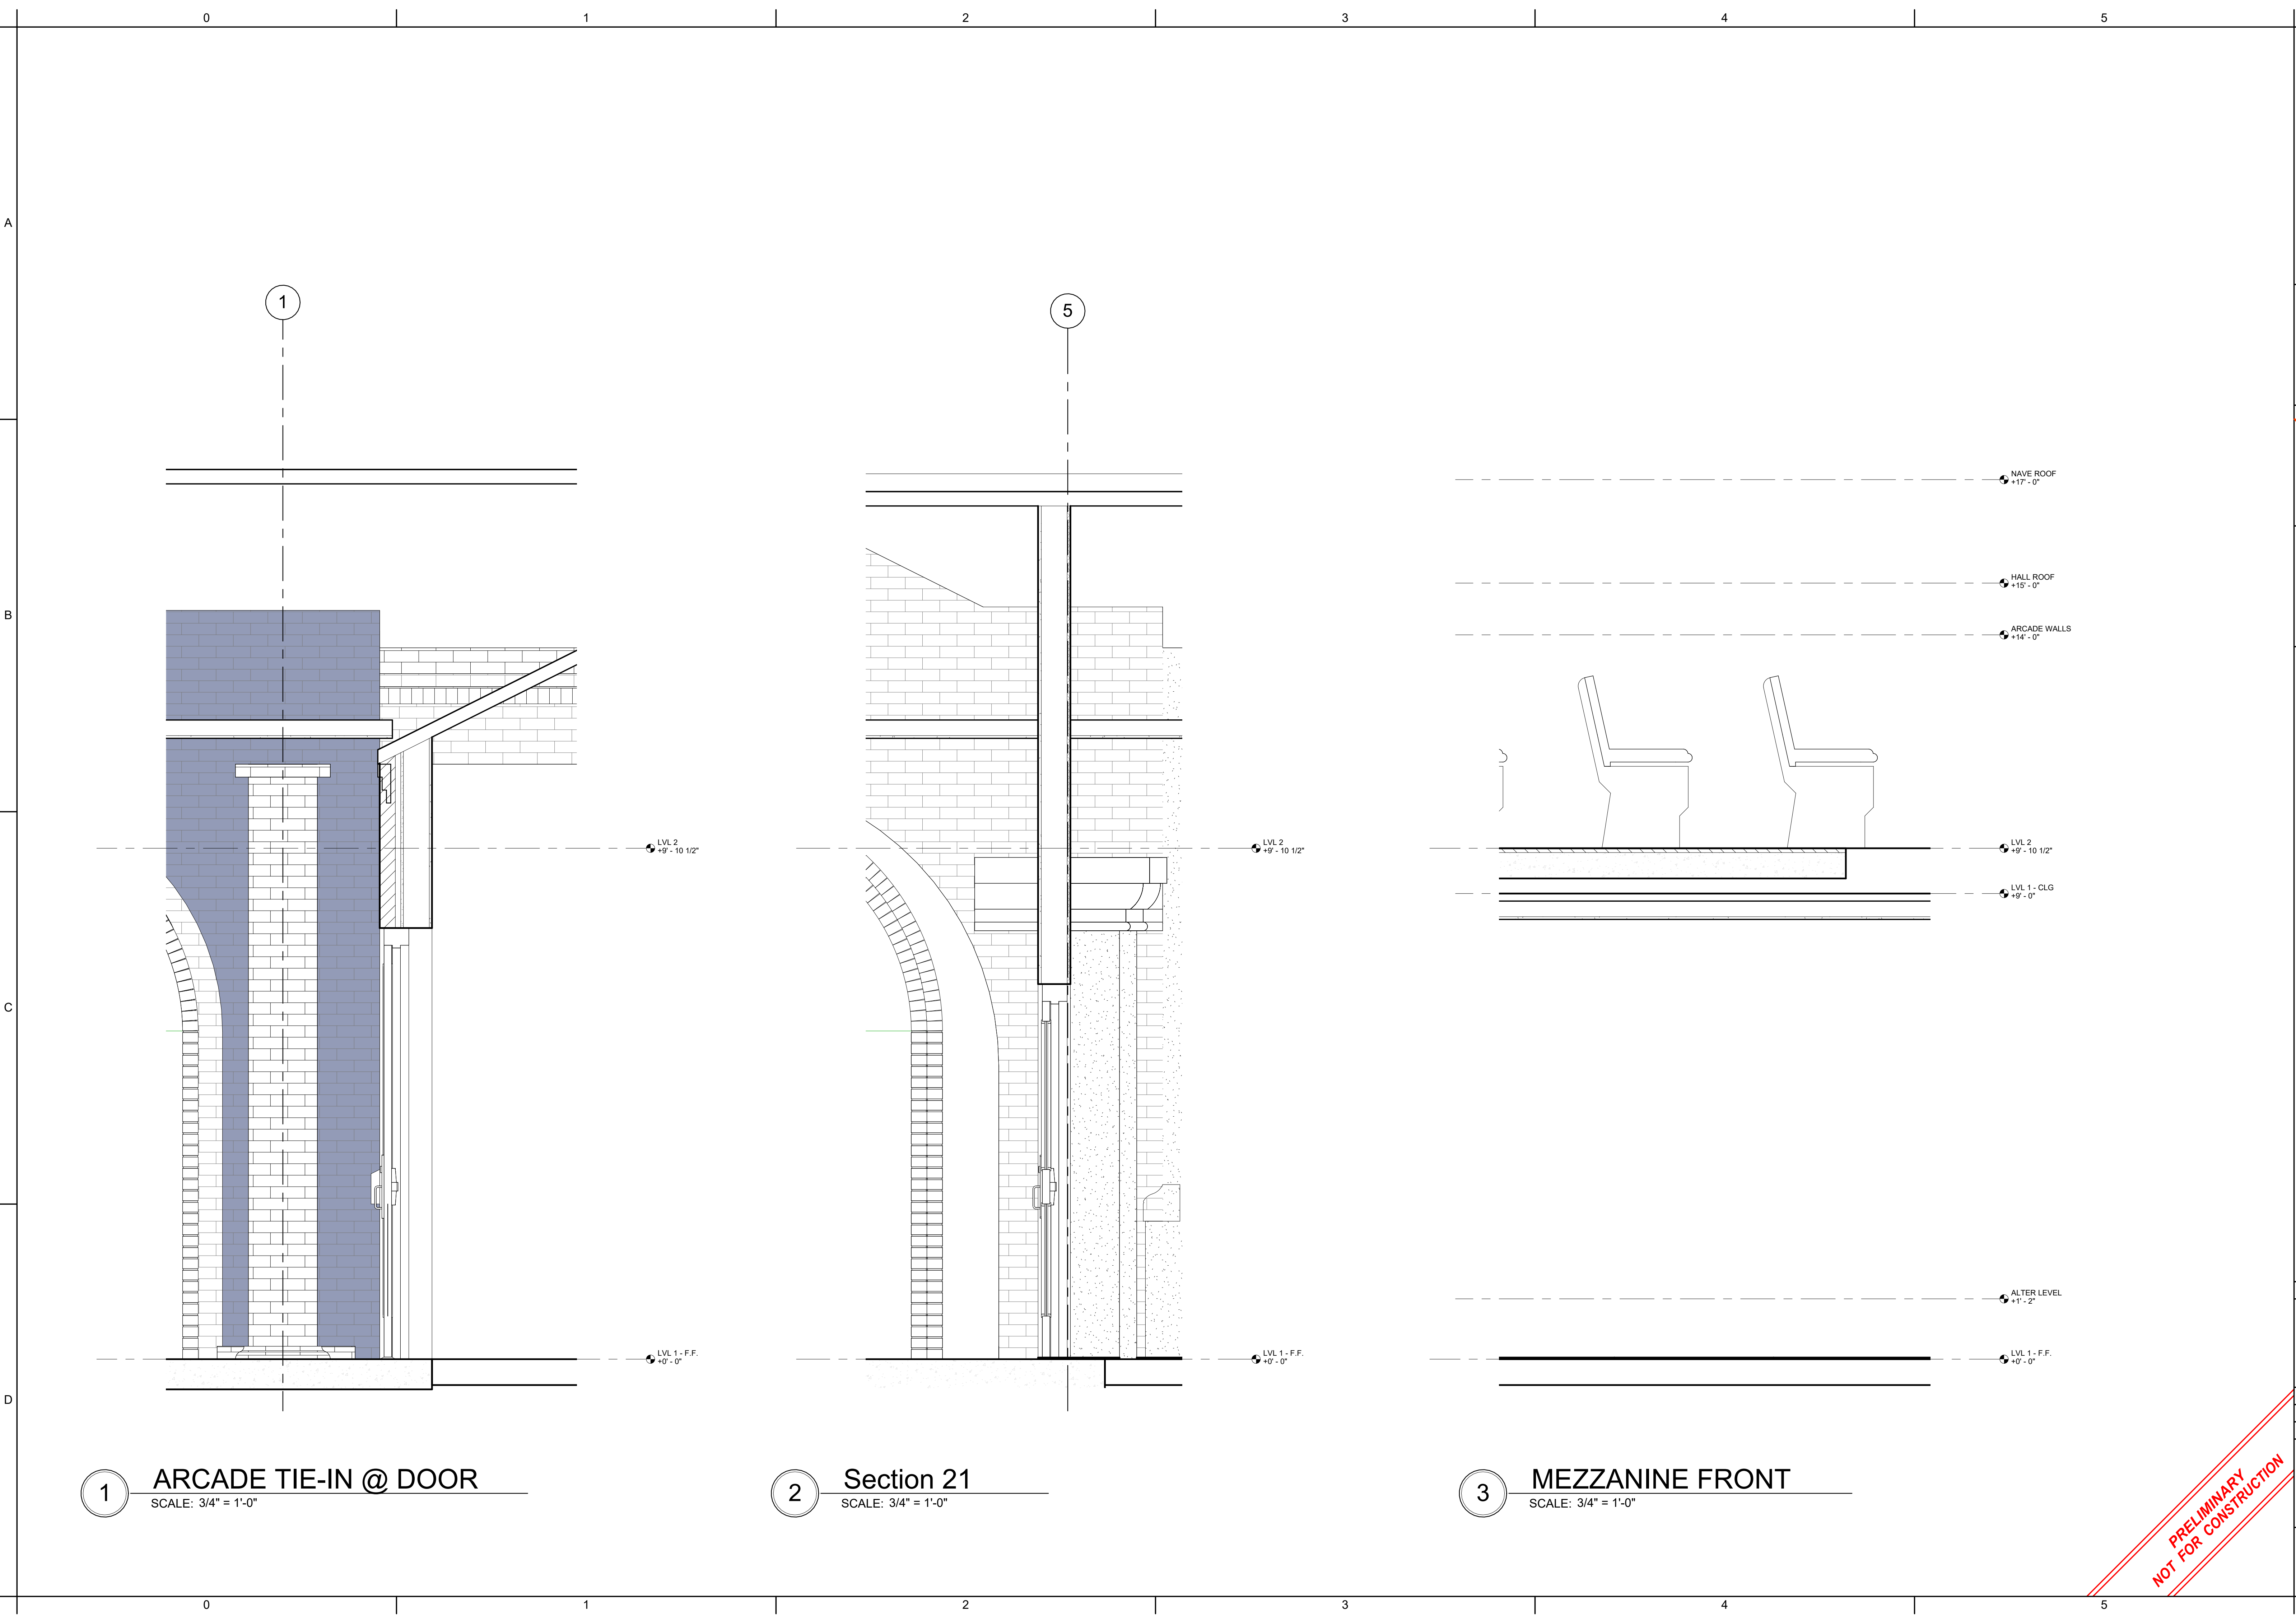 0 1 2 3 4 5
A
B
C
D
1
5
LVL 2
+9' - 10 1/2"
LVL 1 - F.F.
+0' - 0"
LVL 2
+9' - 10 1/2"
LVL 1 - F.F.
+0' - 0"
NAVE ROOF
+17' - 0"
HALL ROOF
+15' - 0"
ARCADE WALLS
+14' - 0"
LVL 2
+9' - 10 1/2"
LVL 1 - CLG
+9' - 0"
ALTER LEVEL
+1' - 2"
LVL 1 - F.F.
+0' - 0"
1 ARCADE TIE-IN @ DOOR
SCALE: 3/4" = 1'-0"
2 Section 21
SCALE: 3/4" = 1'-0"
3 MEZZANINE FRONT
SCALE: 3/4" = 1'-0"
PRELIMINARY
NOT FOR CONSTRUCTION
0 1 2 3 4 5